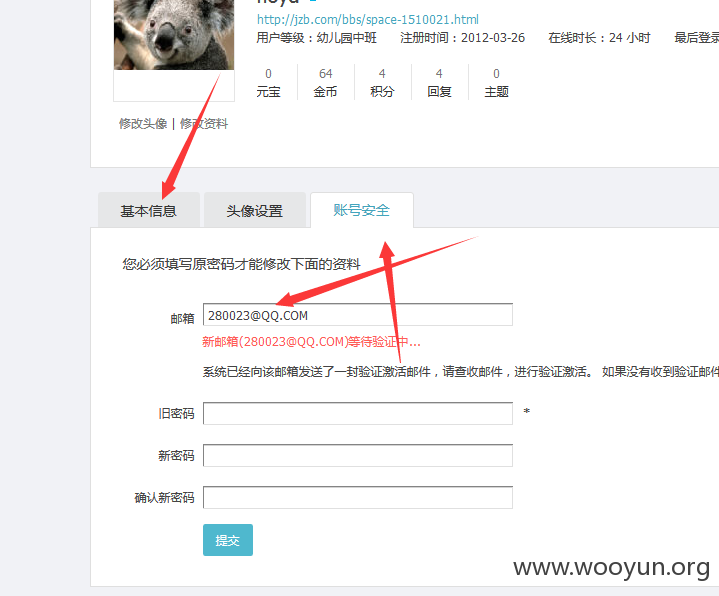 http://jzb.com/bbs/space-1510021.html
用户等级：幼儿园中班 注册时间：2012-03-26 在线时长：24 小时 最后登录
0 64 4 4 0
元宝 金币 积分 回复 主题
修改头像 | 修改资料
基本信息 头像设置 账号安全
您必须填写原密码才能修改下面的资料
邮箱 280023@QQ.COM
新邮箱(280023@QQ.COM)等待验证中...
系统已经向该邮箱发送了一封验证激活邮件，请查收邮件，进行验证激活。 如果没有收到验证邮件
旧密码 *
新密码
确认新密码
提交
www.wooyun.org